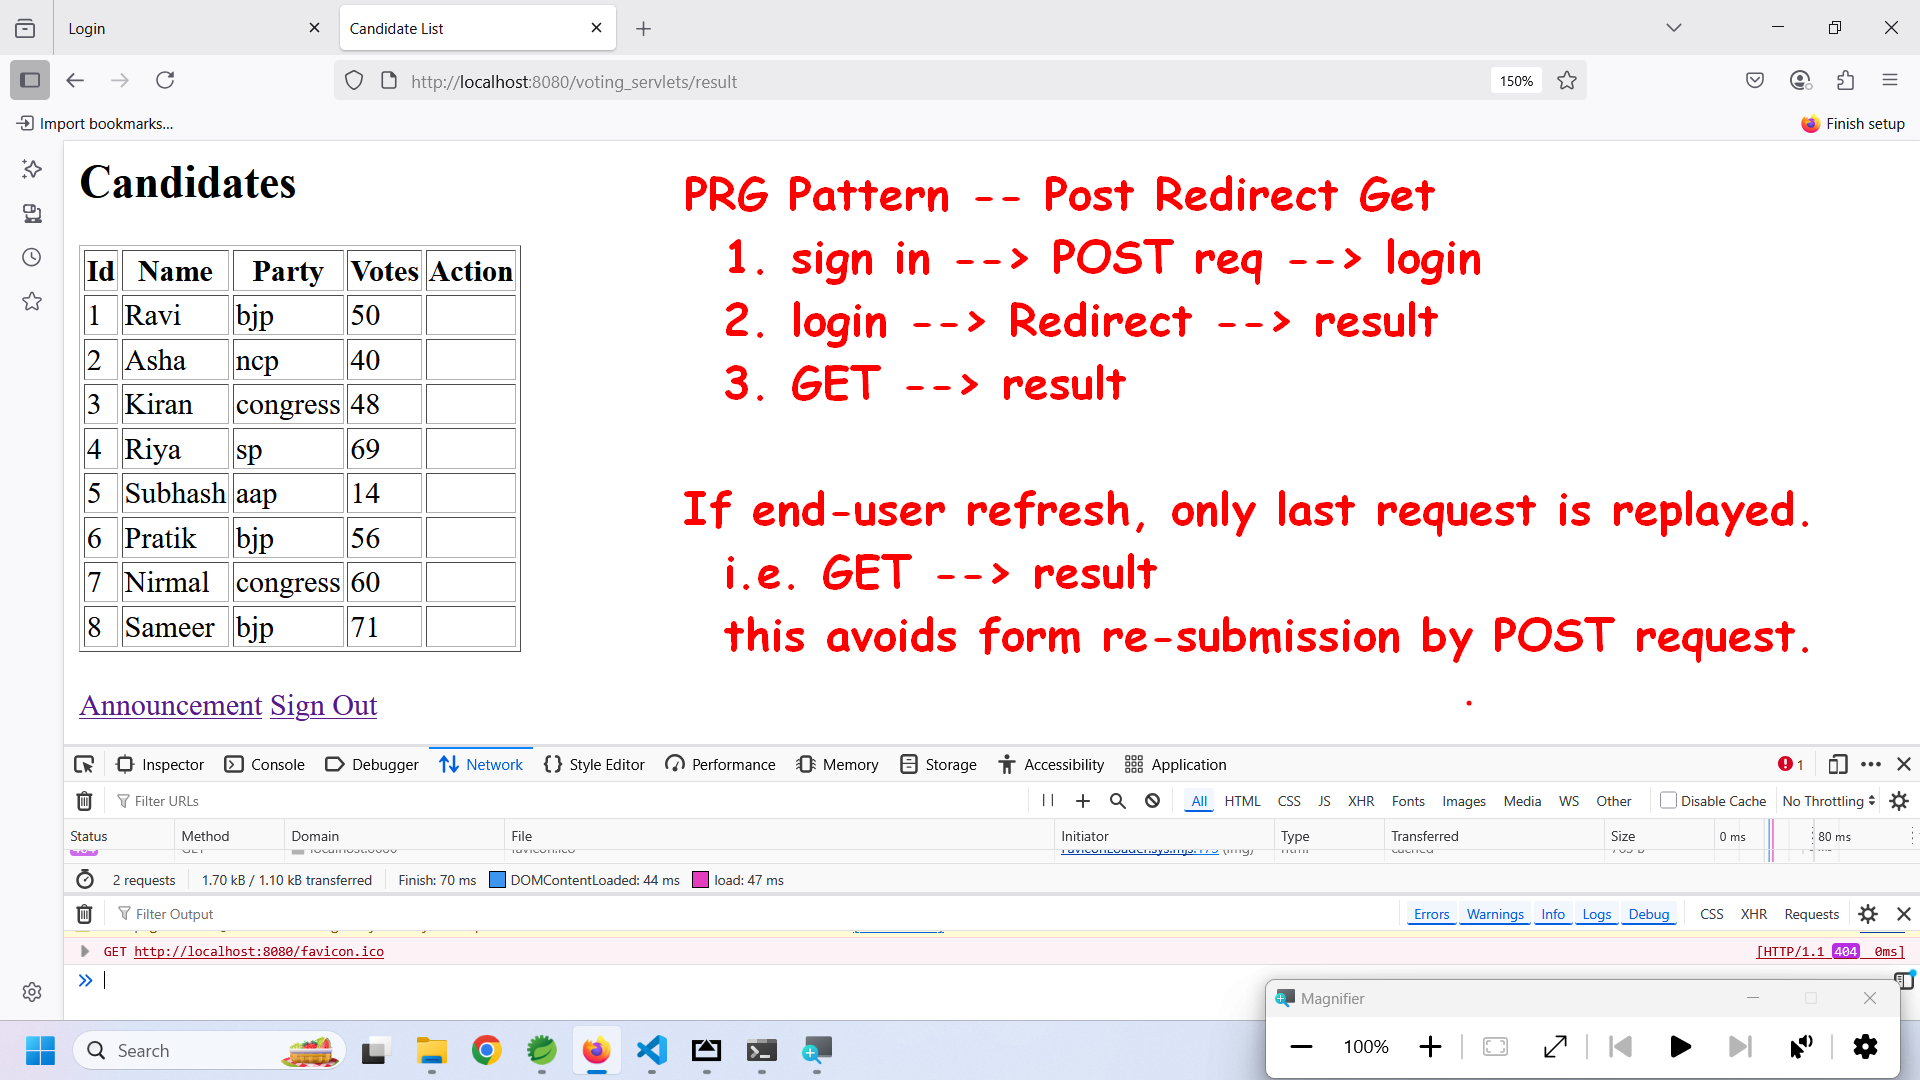 Login
Candidate List
http://localhost:8080/voting_servlets/result
150%
Import bookmarks...
Finish setup
Candidates
Id Name Party Votes Action
1 Ravi bjp 50
2 Asha ncp 40
3 Kiran congress 48
4 Riya sp 69
5 Subhash aap 14
6 Pratik bjp 56
7 Nirmal congress 60
8 Sameer bjp 71
Announcement Sign Out
PRG Pattern -- Post Redirect Get
1. sign in --> POST req --> login
2. login --> Redirect --> result
3. GET --> result
If end-user refresh, only last request is replayed.
i.e. GET --> result
this avoids form re-submission by POST request.
Inspector Console Debugger Network Style Editor Performance Memory Storage Accessibility Application 1
Filter URLs All HTML CSS JS XHR Fonts Images Media WS Other Disable Cache No Throttling
Status Method Domain File Initiator Type Transferred Size 0 ms 80 ms
2 requests 1.70 kB / 1.10 kB transferred Finish: 70 ms DOMContentLoaded: 44 ms load: 47 ms
Filter Output Errors Warnings Info Logs Debug CSS XHR Requests
GET http://localhost:8080/favicon.ico [HTTP/1.1 404 0ms]
Magnifier
100%
Search